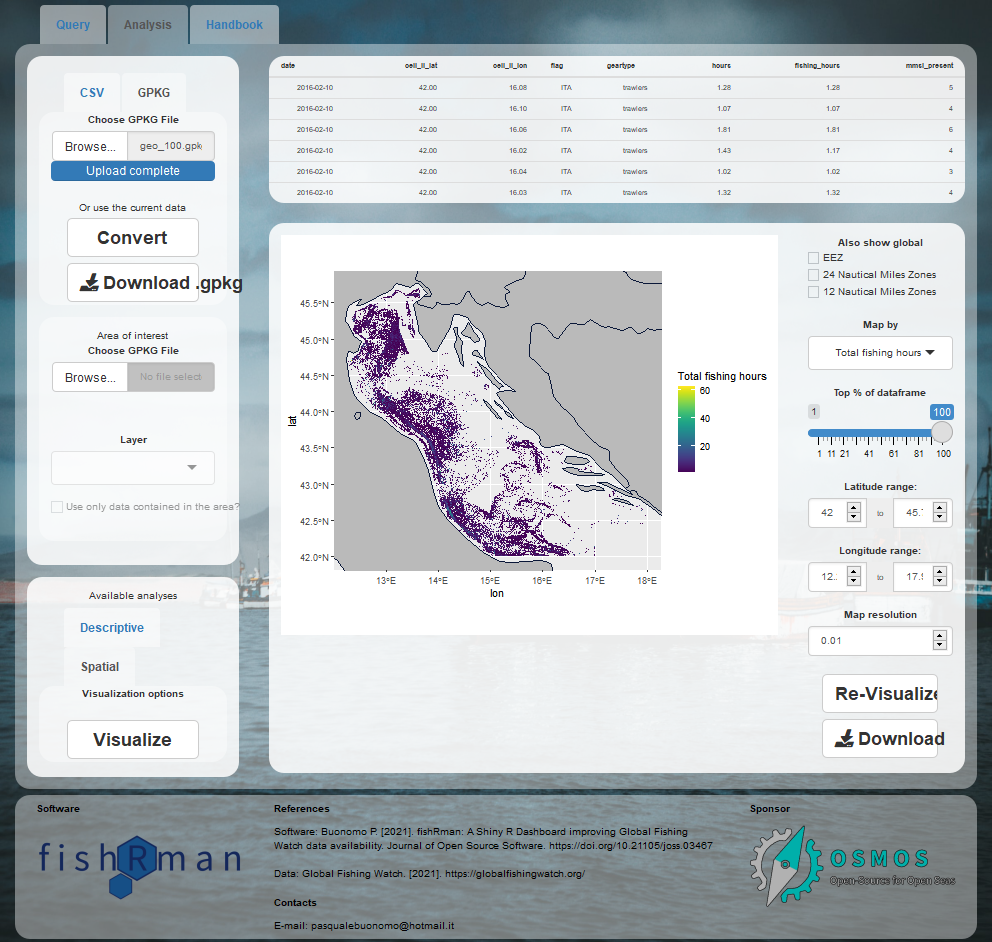 Query Analysis Handbook
CSV GPKG
Choose GPKG File
Browse... geo_100.gpk
Upload complete
Or use the current data
Convert
Download .gpkg
Area of interest
Choose GPKG File
Browse... No file select
Layer
Use only data contained in the area?
Available analyses
Descriptive
Spatial
Visualization options
Visualize
date cell_ll_lat cell_ll_lon flag geartype hours fishing_hours mmsi_present
2016-02-10 42.00 16.08 ITA trawlers 1.28 1.28 5
2016-02-10 42.00 16.10 ITA trawlers 1.07 1.07 4
2016-02-10 42.00 16.06 ITA trawlers 1.81 1.81 6
2016-02-10 42.00 16.02 ITA trawlers 1.43 1.17 4
2016-02-10 42.00 16.04 ITA trawlers 1.02 1.02 3
2016-02-10 42.00 16.03 ITA trawlers 1.32 1.32 4
45.5°N
45.0°N
44.5°N
44.0°N
43.5°N
43.0°N
42.5°N
42.0°N
lat
13°E 14°E 15°E 16°E 17°E 18°E
lon
Total fishing hours
60
40
20
Also show global
EEZ
24 Nautical Miles Zones
12 Nautical Miles Zones
Map by
Total fishing hours
Top % of dataframe
1 100
1 11 21 41 61 81 100
Latitude range:
42 to 45.
Longitude range:
12.. to 17.
Map resolution
0.01
Re-Visualize
Download
Software
fishRman
References
Software: Buonomo P. [2021]. fishRman: A Shiny R Dashboard improving Global Fishing
Watch data availability. Journal of Open Source Software. https://doi.org/10.21105/joss.03467
Data: Global Fishing Watch. [2021]. https://globalfishingwatch.org/
Contacts
E-mail: pasqualebuonomo@hotmail.it
Sponsor
OSMOS
Open-Source for Open Seas